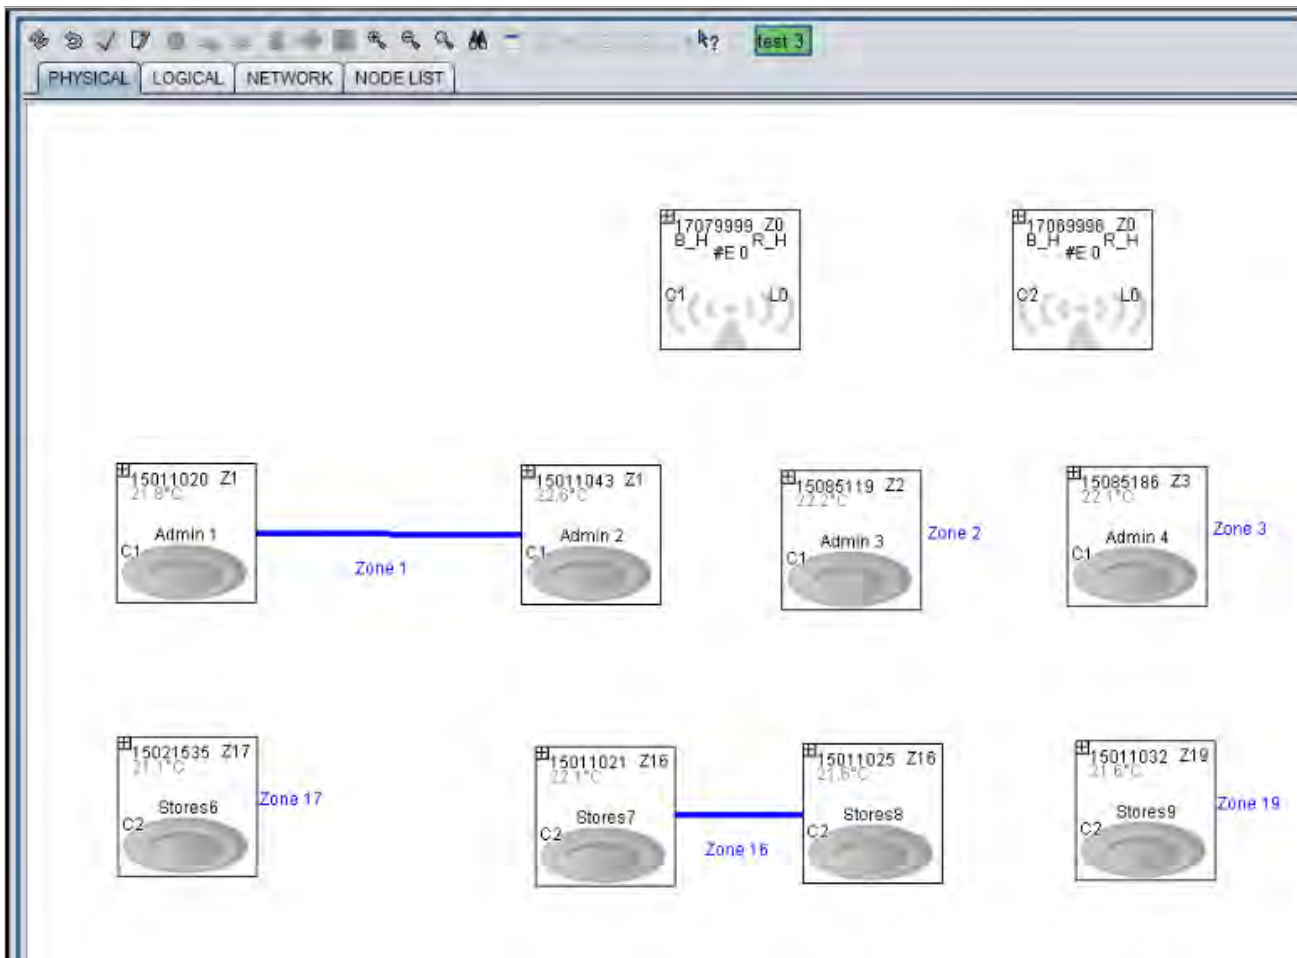 test 3
PHYSICAL LOGICAL NETWORK NODE LIST
17079999 Z0
B_H R_H
#E 0
C1 L0
17069996 Z0
B_H R_H
#E 0
C2 L0
15011020 Z1
21.8°C
Admin 1
C1
Zone 1
15011043 Z1
22.6°C
Admin 2
C1
15085119 Z2
22.2°C
Admin 3
C1
Zone 2
15085186 Z3
22.1°C
Admin 4
C1
Zone 3
15021535 Z17
21.1°C
Stores6
C2
Zone 17
15011021 Z16
22.1°C
Stores7
C2
Zone 16
15011025 Z16
21.6°C
Stores8
C2
15011032 Z19
21.6°C
Stores9
C2
Zone 19